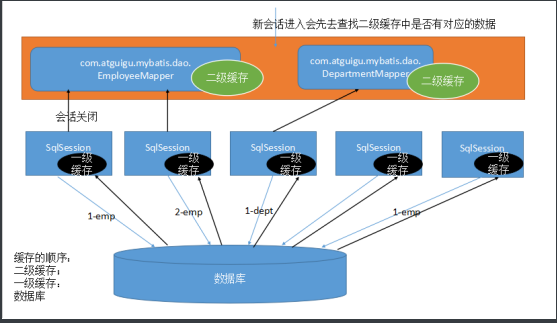 新会话进入会先去查找二级缓存中是否有对应的数据
com.atguigu.mybatis.dao.
EmployeeMapper
二级缓存
com.atguigu.mybatis.dao.
DepartmentMapper
二级缓存
会话关闭
SqlSession
一级
缓存
SqlSession
一级
缓存
SqlSession
一级
缓存
SqlSession
一级
缓存
SqlSession
一级
缓存
1-emp
2-emp
1-dept
1-emp
缓存的顺序：
二级缓存；
一级缓存：
数据库
数据库